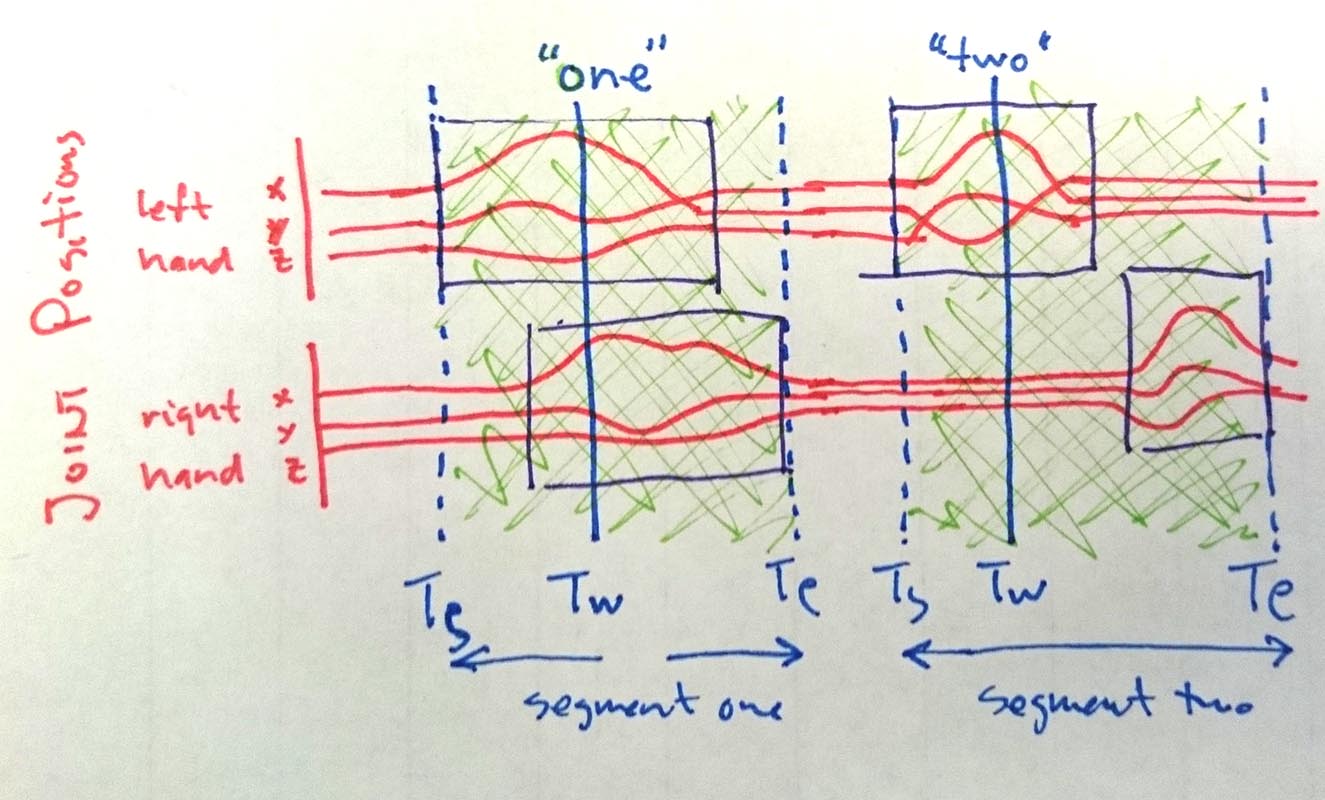 "one"
"two"
Joint Positions
left
hand
x
y
z
right
hand
x
y
z
Ts
Tw
Te
Ts
Tw
Te
segment one
segment two